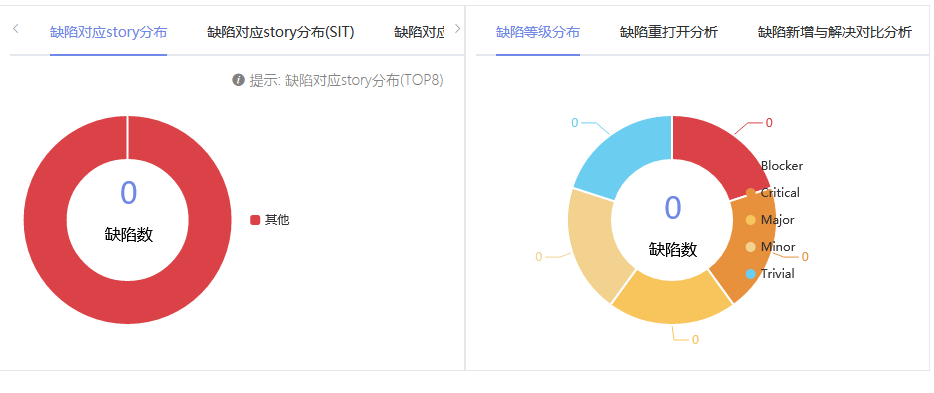 缺陷对应story分布
缺陷对应story分布(SIT)
提示: 缺陷对应story分布(TOP8)
0
缺陷数
其他
缺陷等级分布
缺陷重打开分析
缺陷新增与解决对比分析
0
0
Blocker
Critical
0
Major
缺陷数
Minor
0
0
Trivial
0